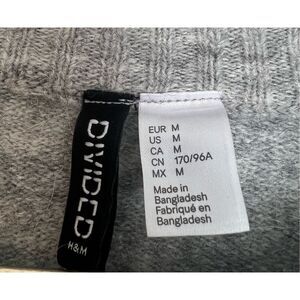 DIVIDED
H&M
EUR M
US M
CA M
CN 170/96A
MX M
Made in
Bangladesh
Fabriqué en
Bangladesh